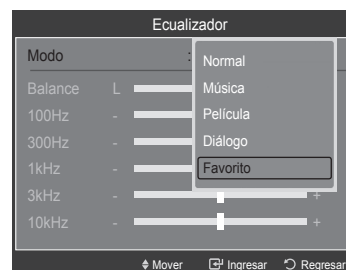 Ecualizador
Modo :
Normal
Música
Película
Diálogo
Favorito
Balance L
100Hz -
300Hz -
1kHz -
3kHz - +
10kHz - +
Mover Ingresar Regresar